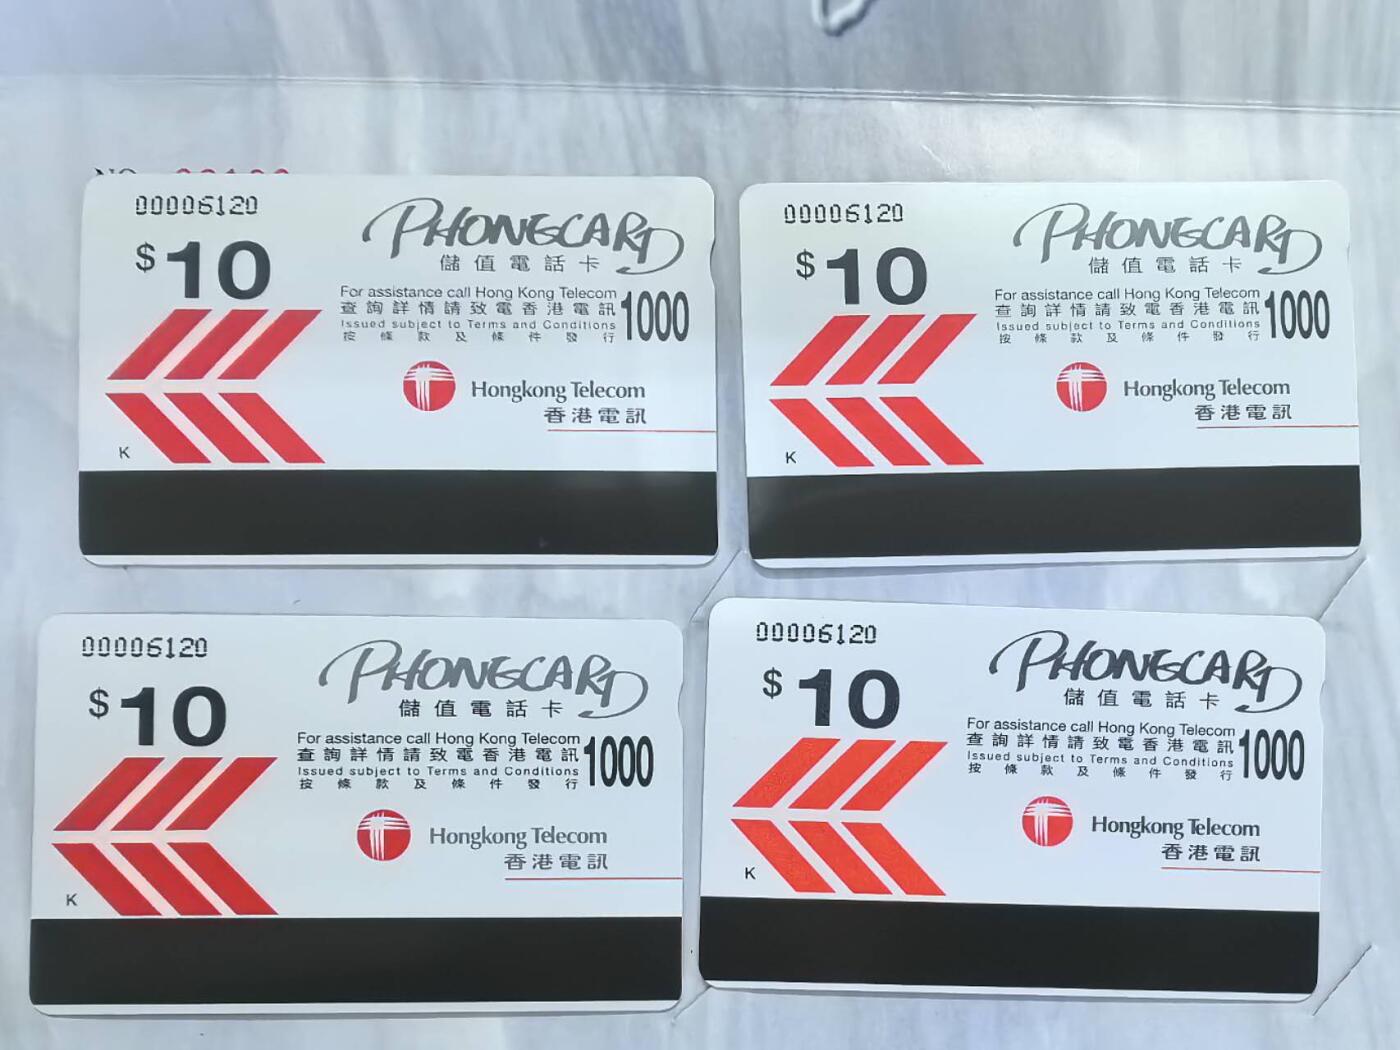 00006120
$10
PHONECARD
儲值電話卡
For assistance call Hong Kong Telecom
查詢詳情請致電香港電訊
1000
Issued subject to Terms and Conditions
按條款及條件發行
Hongkong Telecom
香港電訊
K
00006120
$10
PHONECARD
儲值電話卡
For assistance call Hong Kong Telecom
查詢詳情請致電香港電訊
1000
Issued subject to Terms and Conditions
按條款及條件發行
Hongkong Telecom
香港電訊
K
00006120
$10
PHONECARD
儲值電話卡
For assistance call Hong Kong Telecom
查詢詳情請致電香港電訊
1000
Issued subject to Terms and Conditions
按條款及條件發行
Hongkong Telecom
香港電訊
K
00006120
$10
PHONECARD
儲值電話卡
For assistance call Hong Kong Telecom
查詢詳情請致電香港電訊
1000
Issued subject to Terms and Conditions
按條款及條件發行
Hongkong Telecom
香港電訊
K